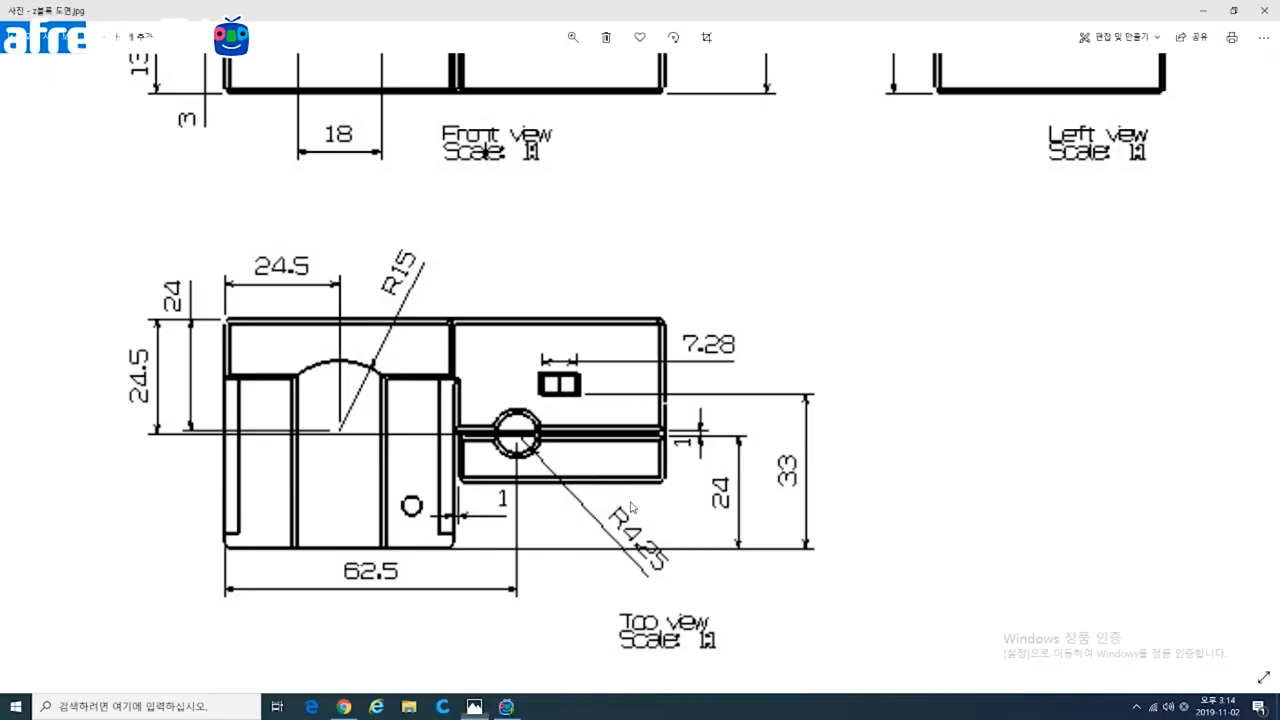 사진 - z블록 도면.jpg
afre
편집 및 만들기
공유
13
3
18
Front view
Scale: 1:1
Left view
Scale: 1:1
24.5
R15
24
24.5
7.28
1
33
24
1
R4.25
62.5
Top view
Scale: 1:1
Windows 정품 인증
[설정]으로 이동하여 Windows를 정품 인증합니다.
검색하려면 여기에 입력하십시오.
오후 3:14
2019-11-02